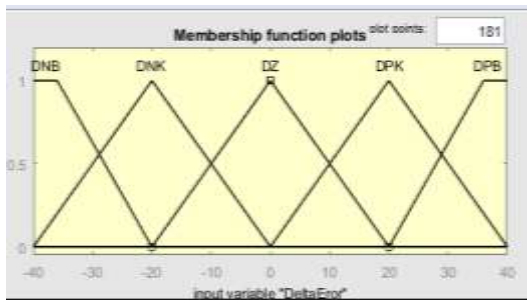 Membership function plots plot points: 181
DNB DNK DZ DPK DPB
1
0.5
0
-40 -30 -20 -10 0 10 20 30 40
input variable "DeltaEror"